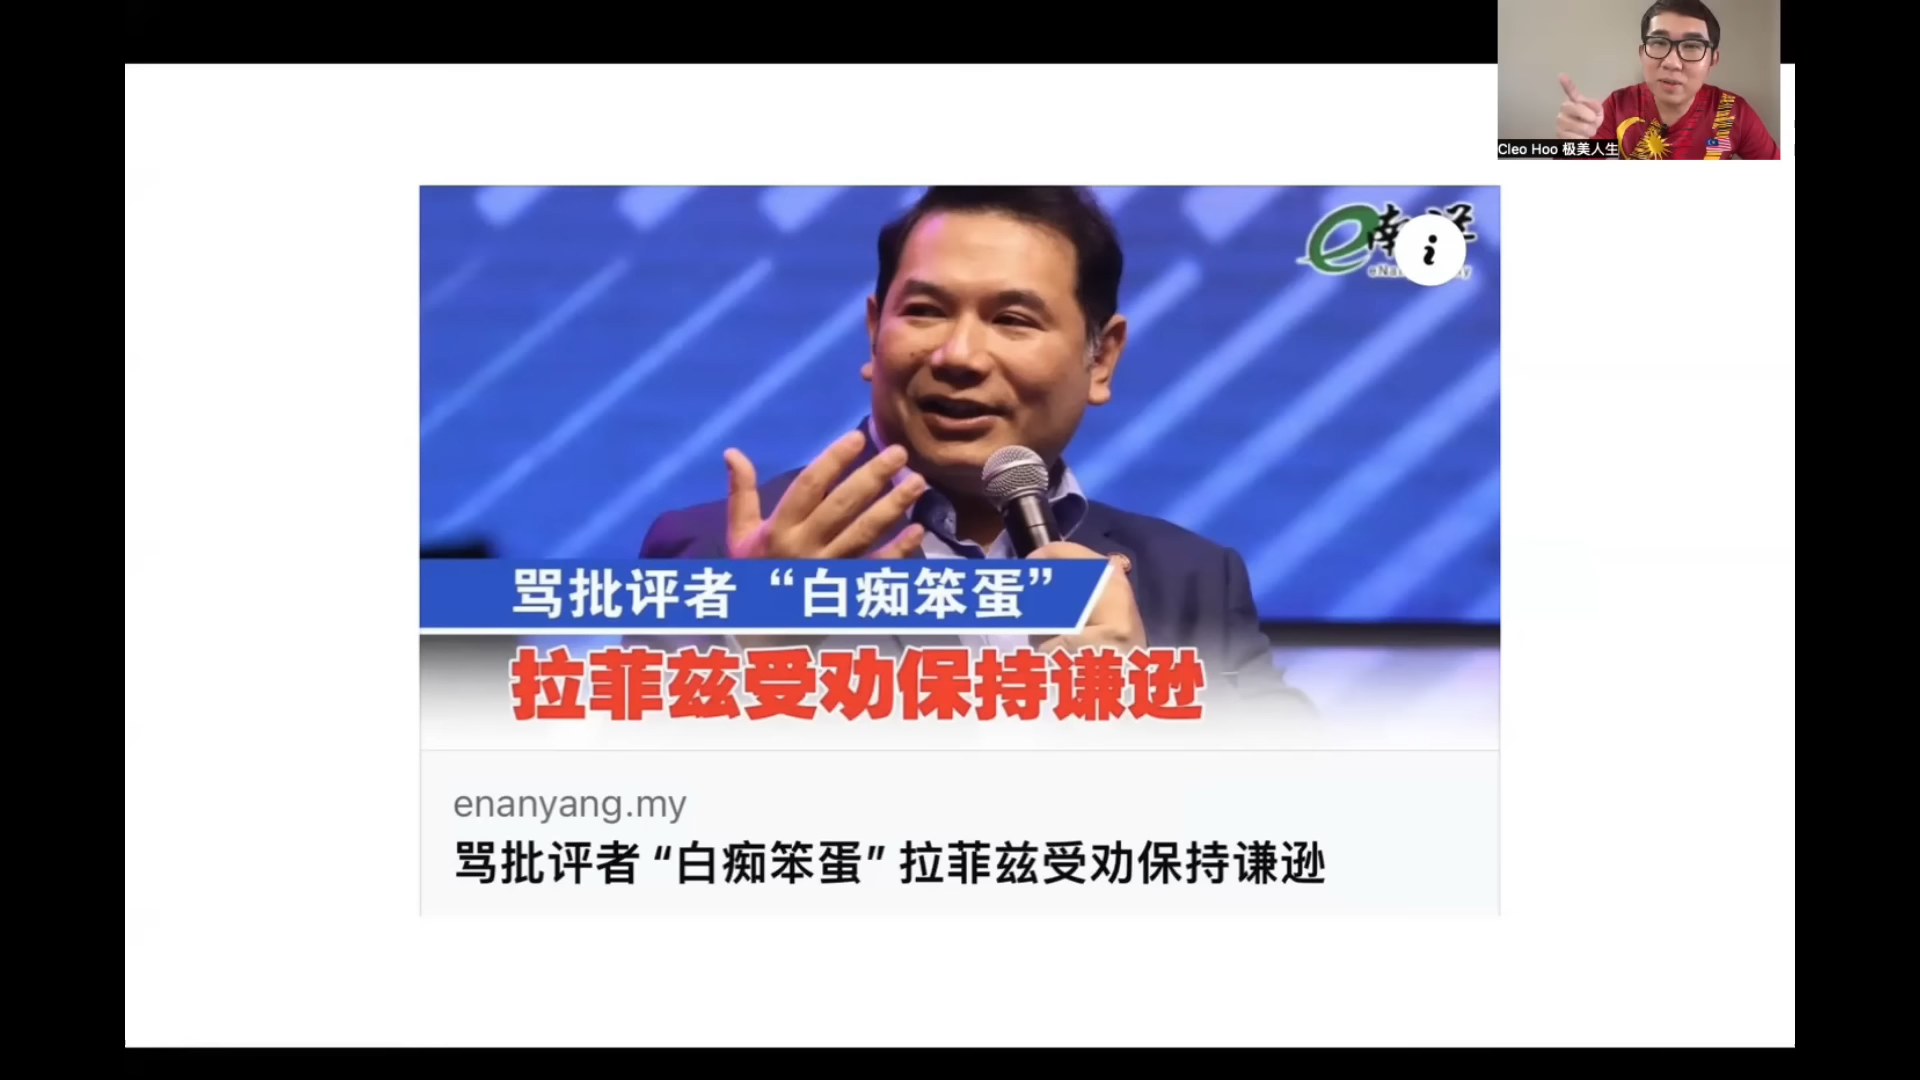 Cleo Hoo 极美人生
南洋
骂批评者 “白痴笨蛋”
拉菲兹受劝保持谦逊
enanyang.my
骂批评者 “白痴笨蛋” 拉菲兹受劝保持谦逊